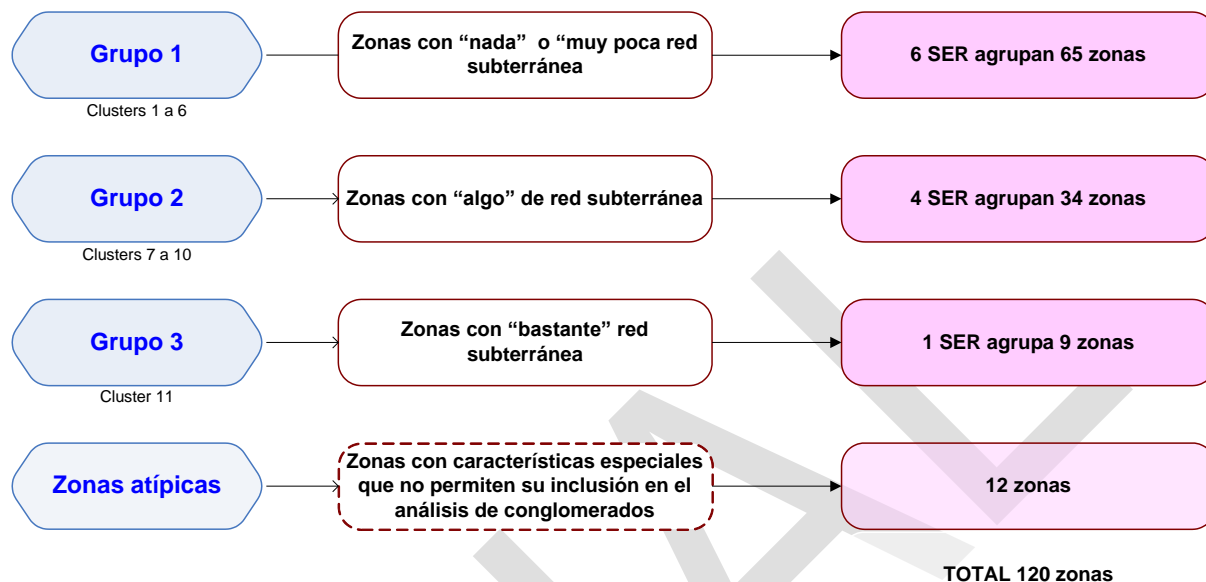 Grupo 1
Clusters 1 a 6
Zonas con “nada” o “muy poca red
subterránea
6 SER agrupan 65 zonas
Grupo 2
Clusters 7 a 10
Zonas con “algo” de red subterránea
4 SER agrupan 34 zonas
Grupo 3
Cluster 11
Zonas con “bastante” red
subterránea
1 SER agrupa 9 zonas
Zonas atípicas
Zonas con características especiales
que no permiten su inclusión en el
análisis de conglomerados
12 zonas
TOTAL 120 zonas